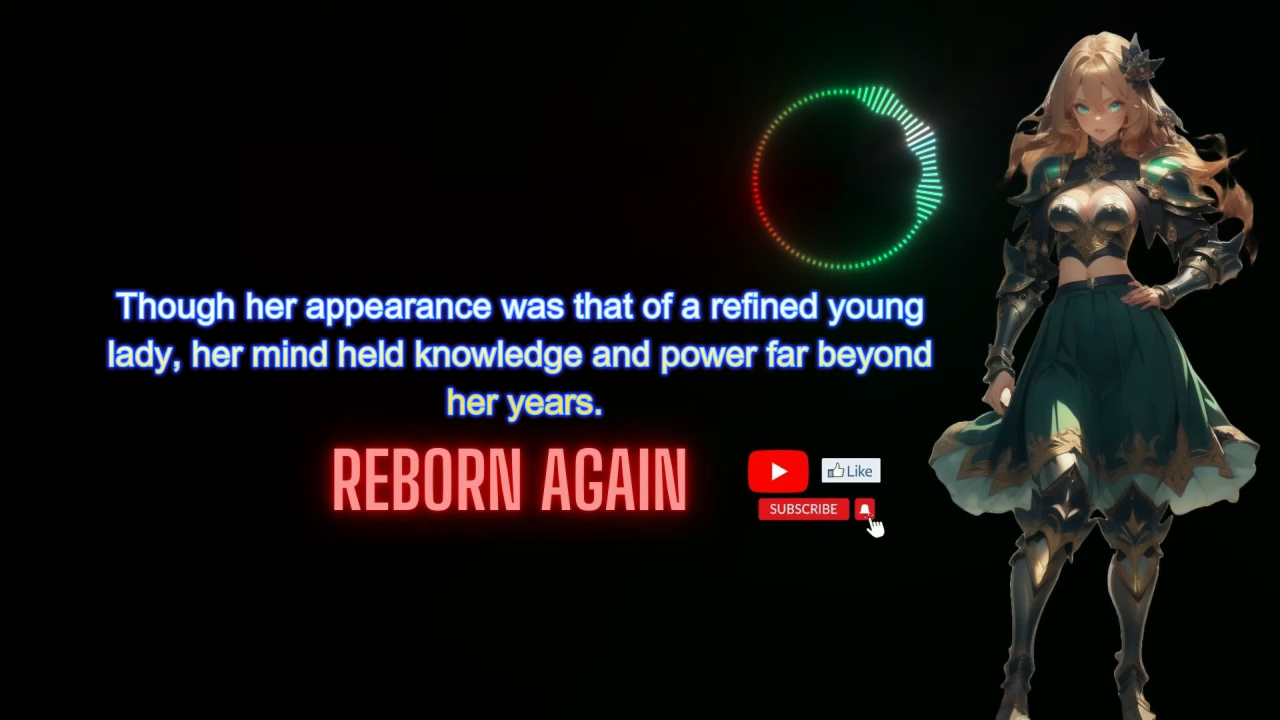 Though her appearance was that of a refined young
lady, her mind held knowledge and power far beyond
her years.
REBORN AGAIN
Like
SUBSCRIBE